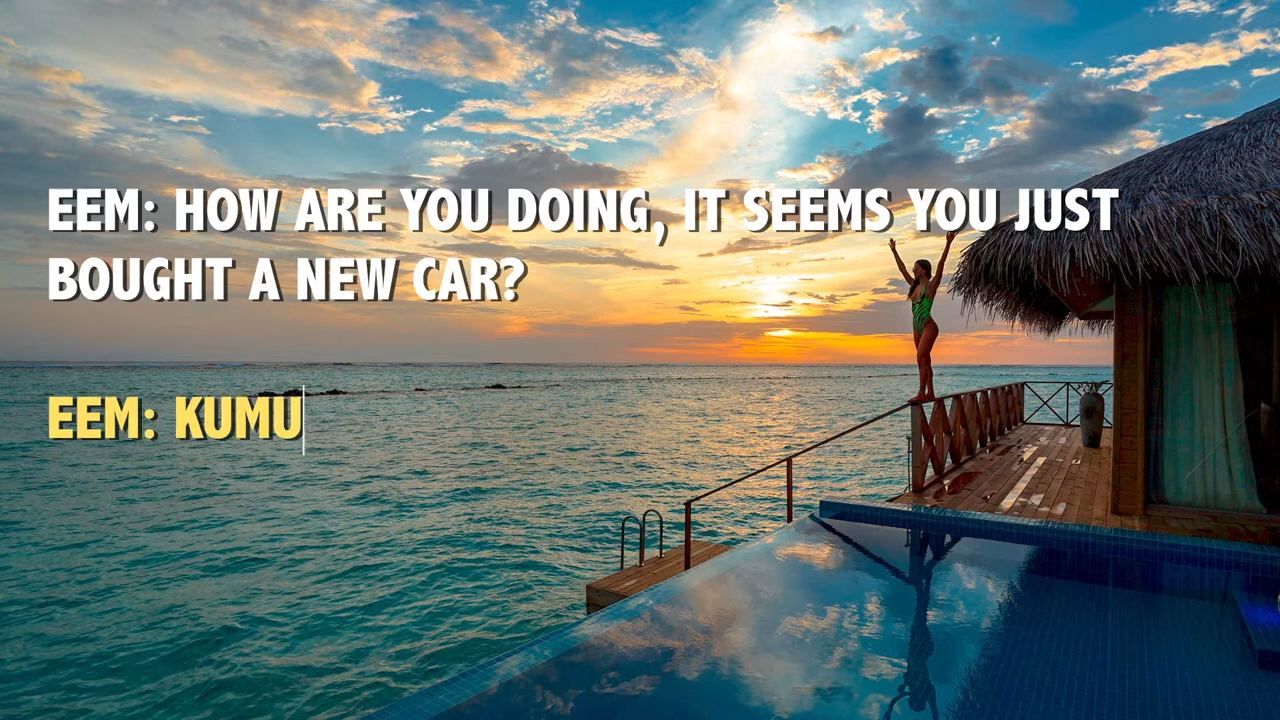 EEM: HOW ARE YOU DOING, IT SEEMS YOU JUST
BOUGHT A NEW CAR?
EEM: KUMU